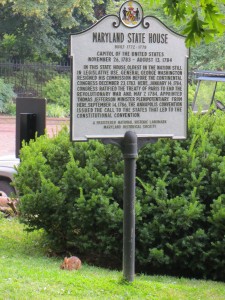 MARYLAND STATE HOUSE
BUILT 1772 - 1779
CAPITOL OF THE UNITED STATES
NOVEMBER 26, 1783 - AUGUST 13, 1784
IN THIS STATE HOUSE, OLDEST IN THE NATION STILL
IN LEGISLATIVE USE, GENERAL GEORGE WASHINGTON
RESIGNED HIS COMMISSION BEFORE THE CONTINENTAL
CONGRESS DECEMBER 23, 1783. HERE, JANUARY 14, 1784,
CONGRESS RATIFIED THE TREATY OF PARIS TO END THE
REVOLUTIONARY WAR AND, MAY 7, 1784, APPOINTED
THOMAS JEFFERSON MINISTER PLENIPOTENTIARY. FROM
HERE, SEPTEMBER 14, 1786, THE ANNAPOLIS CONVENTION
ISSUED THE CALL TO THE STATES THAT LED TO THE
CONSTITUTIONAL CONVENTION.
A REGISTERED NATIONAL HISTORIC LANDMARK
MARYLAND HISTORICAL SOCIETY